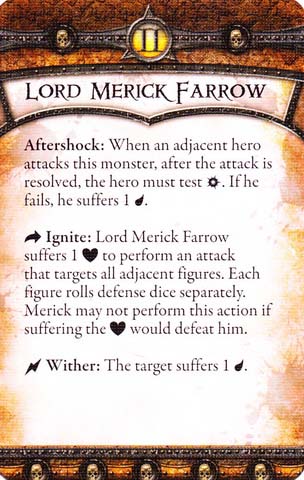 II
LORD MERICK FARROW
Aftershock: When an adjacent hero
attacks this monster, after the attack is
resolved, the hero must test . If he
fails, he suffers 1 .
Ignite: Lord Merick Farrow
suffers 1 to perform an attack
that targets all adjacent figures. Each
figure rolls defense dice separately.
Merick may not perform this action if
suffering the would defeat him.
Wither: The target suffers 1 .